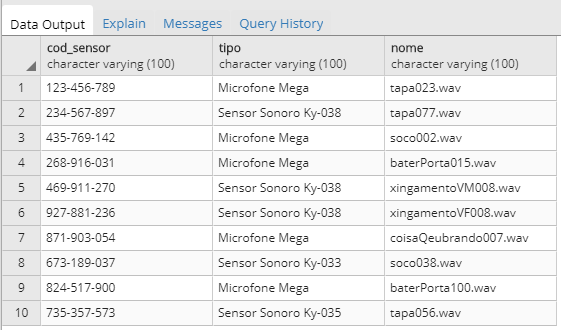 Data Output Explain Messages Query History
cod_sensor tipo nome
character varying (100) character varying (100) character varying (100)
1 123-456-789 Microfone Mega tapa023.wav
2 234-567-897 Sensor Sonoro Ky-038 tapa077.wav
3 435-769-142 Microfone Mega soco002.wav
4 268-916-031 Microfone Mega baterPorta015.wav
5 469-911-270 Sensor Sonoro Ky-038 xingamentoVM008.wav
6 927-881-236 Sensor Sonoro Ky-038 xingamentoVF008.wav
7 871-903-054 Microfone Mega coisaQeubrando007.wav
8 673-189-037 Sensor Sonoro Ky-033 soco038.wav
9 824-517-900 Microfone Mega baterPorta100.wav
10 735-357-573 Sensor Sonoro Ky-035 tapa056.wav